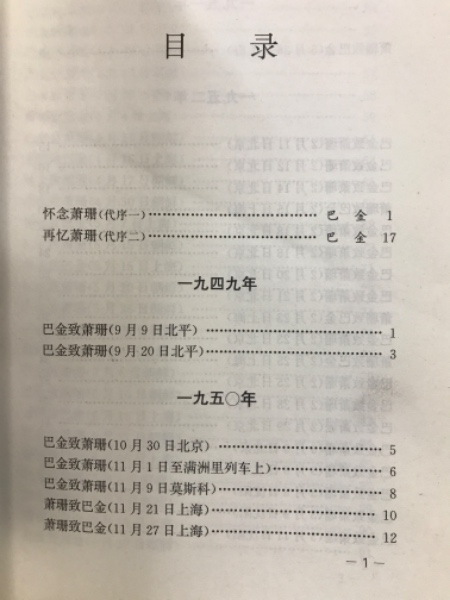 目 录
怀念萧珊(代序一)…………………………… 巴 金 1
再忆萧珊(代序二)…………………………… 巴 金 17
一九四九年
巴金致萧珊(9月9日北平)…………………………… 1
巴金致萧珊(9月20日北平)…………………………… 3
一九五〇年
巴金致萧珊(10月30日北京)…………………………… 5
巴金致萧珊(11月1日至满洲里列车上)…………………… 6
巴金致萧珊(11月9日莫斯科)…………………………… 8
萧珊致巴金(11月21日上海)…………………………… 10
萧珊致巴金(11月27日上海)…………………………… 12
—1—